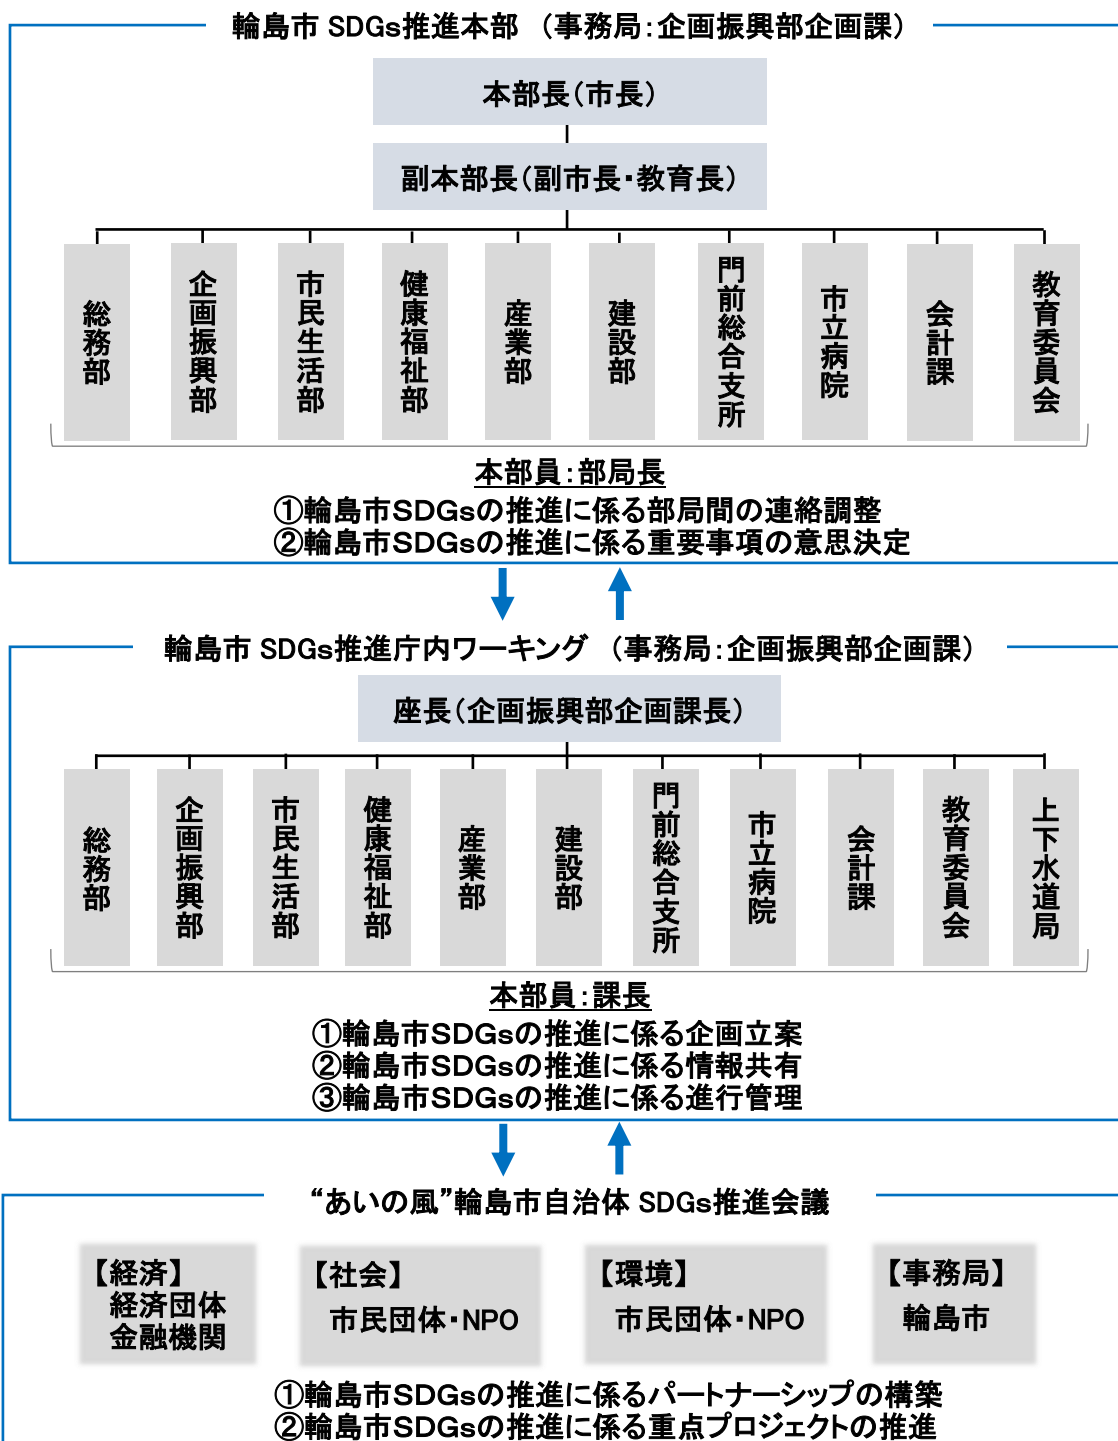 輪島市 SDGs推進本部 （事務局：企画振興部企画課）
本部長（市長）
副本部長（副市長・教育長）
総務部
企画振興部
市民生活部
健康福祉部
産業部
建設部
門前総合支所
市立病院
会計課
教育委員会
本部員：部局長
①輪島市SDGsの推進に係る部局間の連絡調整
②輪島市SDGsの推進に係る重要事項の意思決定
輪島市 SDGs推進庁内ワーキング （事務局：企画振興部企画課）
座長（企画振興部企画課長）
総務部
企画振興部
市民生活部
健康福祉部
産業部
建設部
門前総合支所
市立病院
会計課
教育委員会
上下水道局
本部員：課長
①輪島市SDGsの推進に係る企画立案
②輪島市SDGsの推進に係る情報共有
③輪島市SDGsの推進に係る進行管理
“あいの風”輪島市自治体 SDGs推進会議
【経済】
経済団体
金融機関
【社会】
市民団体・NPO
【環境】
市民団体・NPO
【事務局】
輪島市
①輪島市SDGsの推進に係るパートナーシップの構築
②輪島市SDGsの推進に係る重点プロジェクトの推進